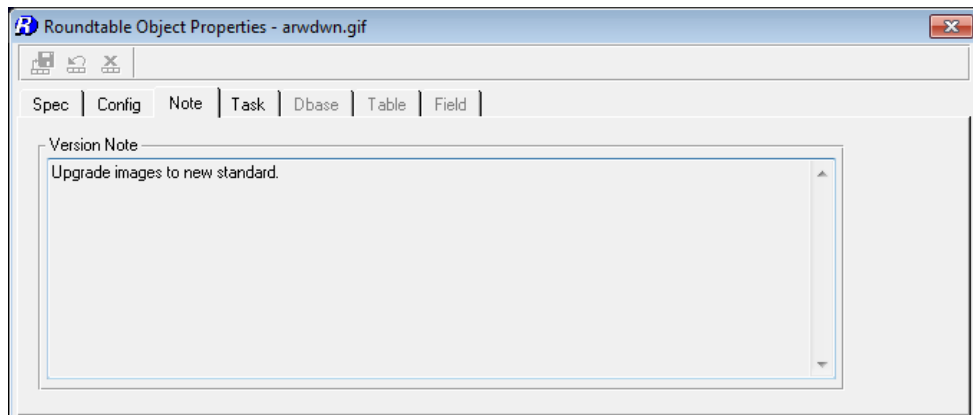 Roundtable Object Properties - arwdwn.gif
Spec Config Note Task Dbase Table Field
Version Note
Upgrade images to new standard.